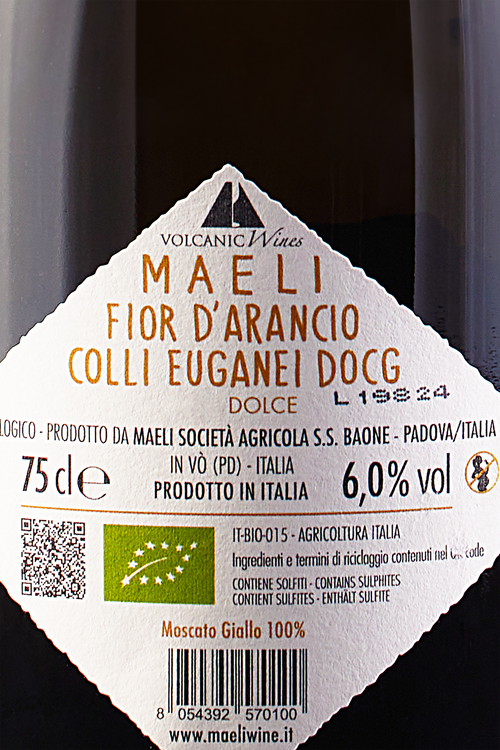 VOLCANIC Wines
MAELI
FIOR D'ARANCIO
COLLI EUGANEI DOCG
DOLCE L19824
LOGICO - PRODOTTO DA MAELI SOCIETÀ AGRICOLA S.S. BAONE - PADOVA/ITALIA
75 cl e IN VÒ (PD) - ITALIA 6,0% vol
PRODOTTO IN ITALIA
IT-BIO-015 - AGRICOLTURA ITALIA
Ingredienti e termini di riciclaggio contenuti nel code
CONTIENE SOLFITI - CONTAINS SULPHITES
CONTIENT SULFITES - ENTHÄLT SULFITE
Moscato Giallo 100%
8 054392 570100
www.maeliwine.it